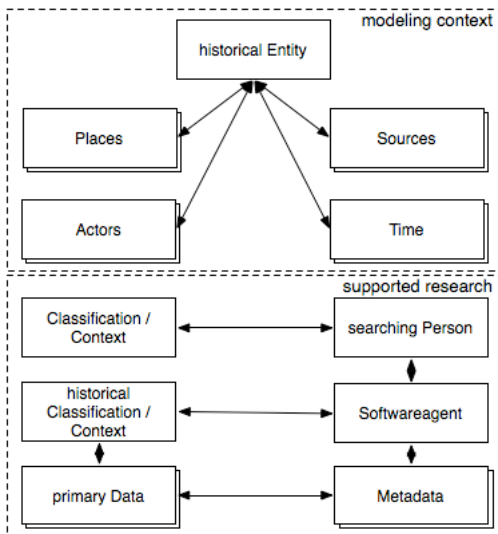 modeling context
historical Entity
Places
Sources
Actors
Time
supported research
Classification /
Context
searching Person
historical
Classification /
Context
Softwareagent
primary Data
Metadata